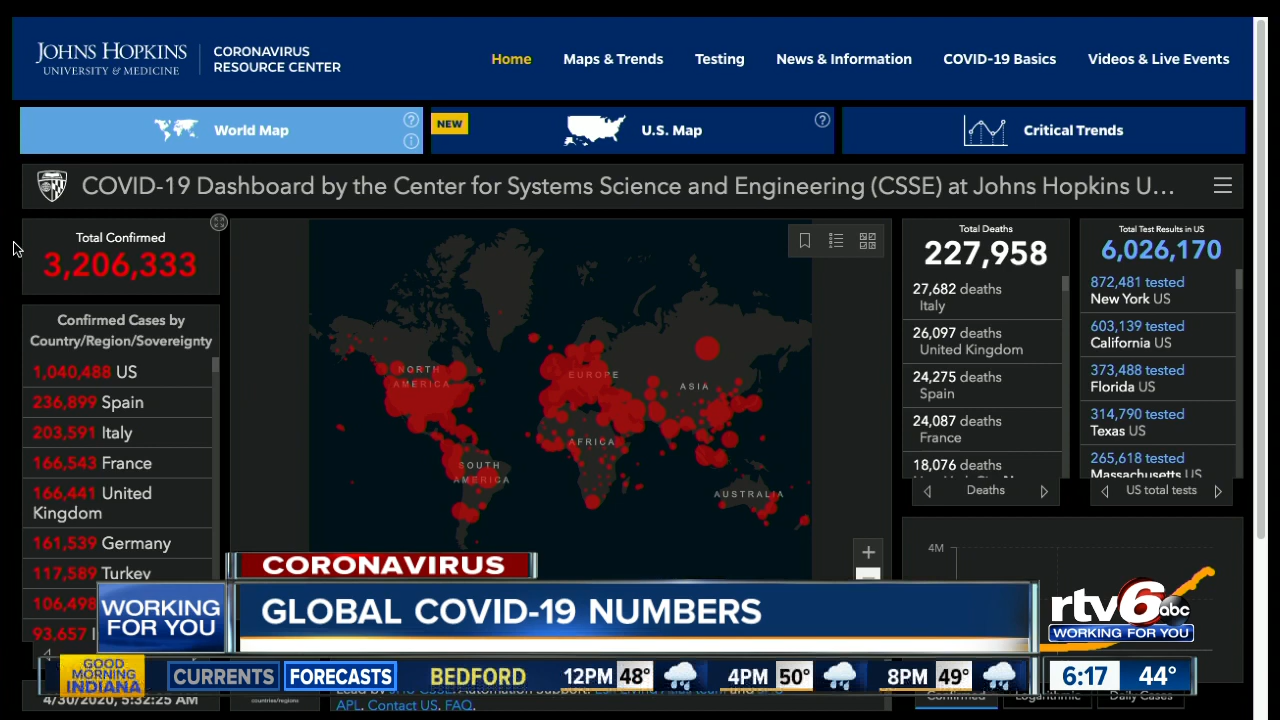 JOHNS HOPKINS
UNIVERSITY & MEDICINE
CORONAVIRUS
RESOURCE CENTER
Home
Maps & Trends
Testing
News & Information
COVID-19 Basics
Videos & Live Events
World Map
NEW
U.S. Map
Critical Trends
COVID-19 Dashboard by the Center for Systems Science and Engineering (CSSE) at Johns Hopkins U...
Total Confirmed
3,206,333
Confirmed Cases by
Country/Region/Sovereignty
1,040,488 US
236,899 Spain
203,591 Italy
166,543 France
166,441 United
Kingdom
161,539 Germany
117,589 Turkey
106,498
93,657
NORTH
AMERICA
SOUTH
AMERICA
EUROPE
AFRICA
ASIA
AUSTRALIA
Total Deaths
227,958
27,682 deaths
Italy
26,097 deaths
United Kingdom
24,275 deaths
Spain
24,087 deaths
France
18,076 deaths
Deaths
Total Test Results in US
6,026,170
872,481 tested
New York US
603,139 tested
California US
373,488 tested
Florida US
314,790 tested
Texas US
265,618 tested
Massachusetts US
US total tests
4M
CORONAVIRUS
WORKING
FOR YOU
GLOBAL COVID-19 NUMBERS
rtv6 abc
WORKING FOR YOU
GOOD
MORNING
INDIANA
CURRENTS
FORECASTS
BEDFORD
12PM 48°
4PM 50°
8PM 49°
6:17 44°
4/30/2020, 5:32:25 AM
countries/regions
API. Contact US. FAQ.
Confirmed
Logarithmic
Daily Cases